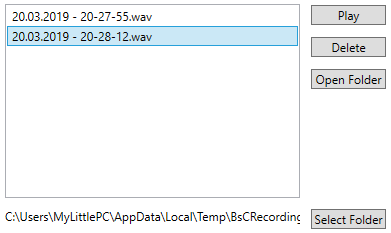 20.03.2019 - 20-27-55.wav
20.03.2019 - 20-28-12.wav
Play
Delete
Open Folder
C:\Users\MyLittlePC\AppData\Local\Temp\BsCRecording
Select Folder